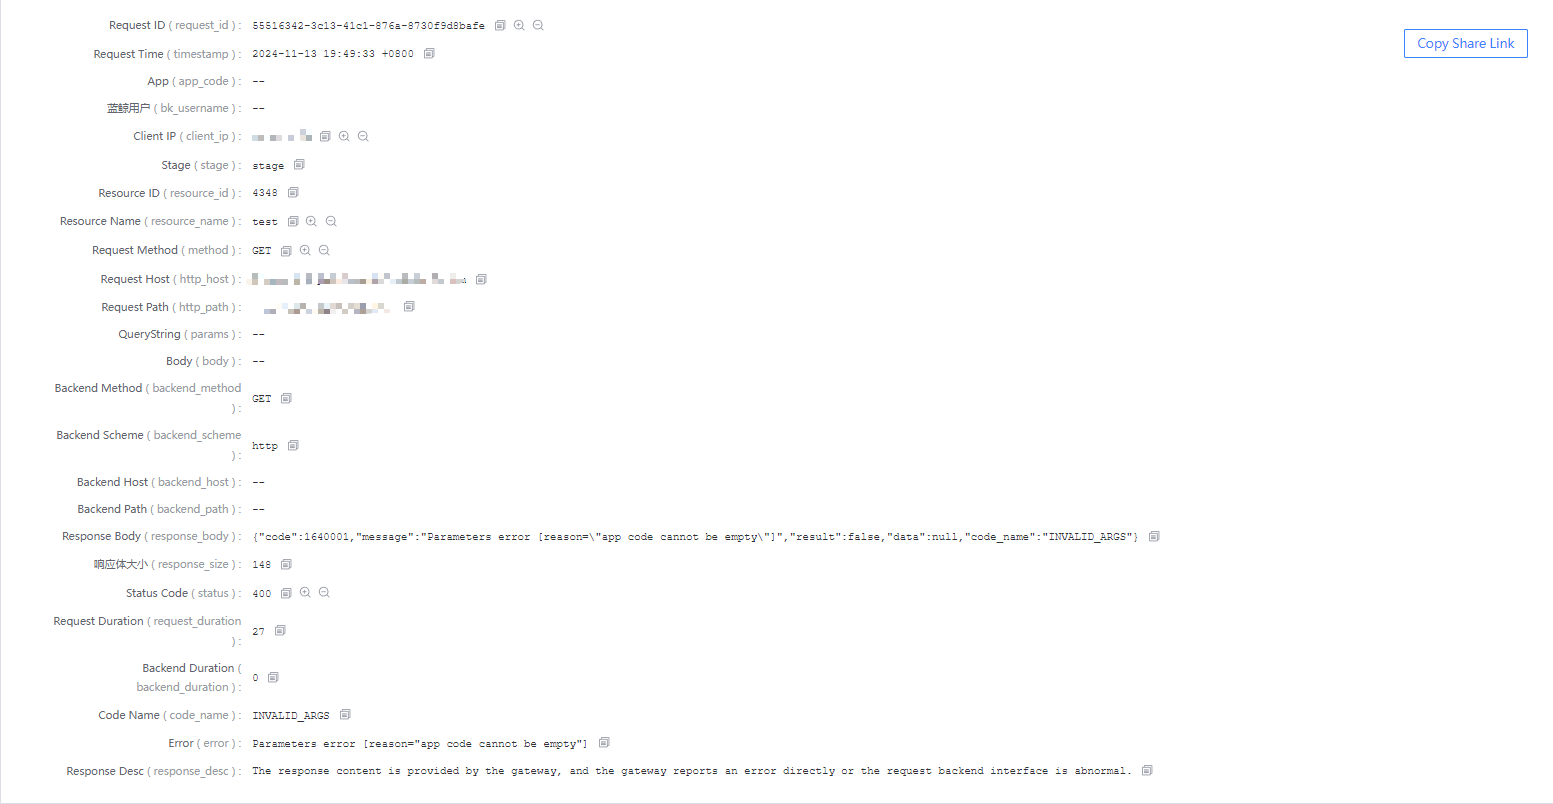 Request ID ( request_id ) : 55516342-3c13-41c1-876a-8730f9d8bafe
Copy Share Link
Request Time ( timestamp ) : 2024-11-13 19:49:33 +0800
App ( app_code ) : --
蓝鲸用户 ( bk_username ) : --
Client IP ( client_ip ) :
Stage ( stage ) : stage
Resource ID ( resource_id ) : 4348
Resource Name ( resource_name ) : test
Request Method ( method ) : GET
Request Host ( http_host ) :
Request Path ( http_path ) :
QueryString ( params ) : --
Body ( body ) : --
Backend Method ( backend_method
) : GET
Backend Scheme ( backend_scheme
) : http
Backend Host ( backend_host ) : --
Backend Path ( backend_path ) : --
Response Body ( response_body ) : {"code":1640001,"message":"Parameters error [reason=\"app code cannot be empty\"]","result":false,"data":null,"code_name":"INVALID_ARGS"}
响应体大小 ( response_size ) : 148
Status Code ( status ) : 400
Request Duration ( request_duration
) : 27
Backend Duration (
backend_duration ) : 0
Code Name ( code_name ) : INVALID_ARGS
Error ( error ) : Parameters error [reason="app code cannot be empty"]
Response Desc ( response_desc ) : The response content is provided by the gateway, and the gateway reports an error directly or the request backend interface is abnormal.